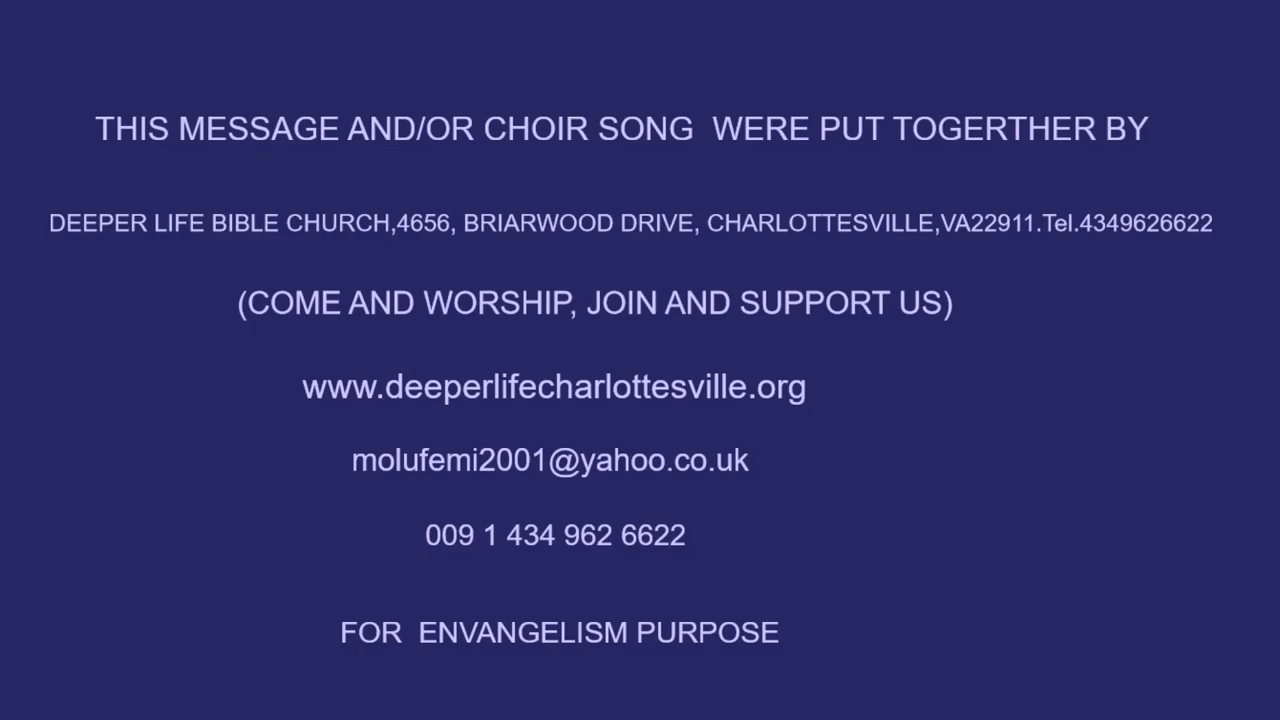 THIS MESSAGE AND/OR CHOIR SONG  WERE PUT TOGERTHER BY
DEEPER LIFE BIBLE CHURCH,4656, BRIARWOOD DRIVE, CHARLOTTESVILLE,VA22911.Tel.4349626622
(COME AND WORSHIP, JOIN AND SUPPORT US)
www.deeperlifecharlottesville.org
molufemi2001@yahoo.co.uk
009 1 434 962 6622
FOR  ENVANGELISM PURPOSE